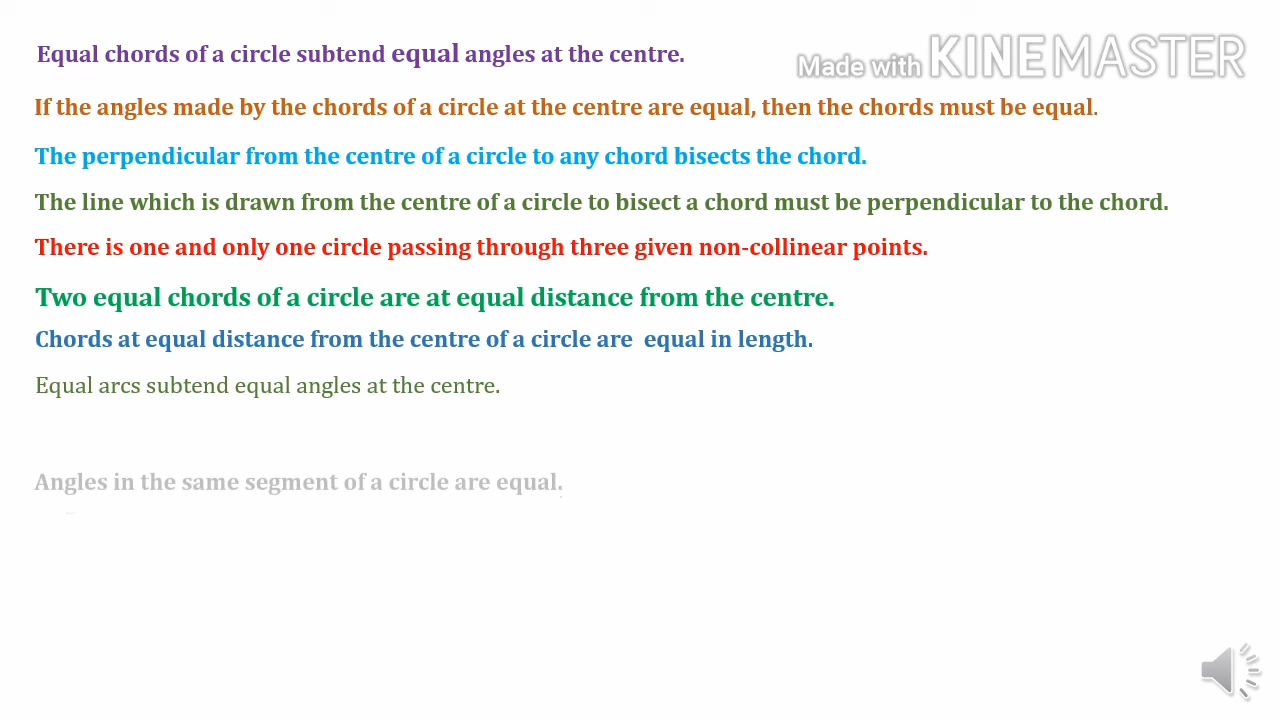 Equal chords of a circle subtend equal angles at the centre.
Made with KINEMASTER
If the angles made by the chords of a circle at the centre are equal, then the chords must be equal.
The perpendicular from the centre of a circle to any chord bisects the chord.
The line which is drawn from the centre of a circle to bisect a chord must be perpendicular to the chord.
There is one and only one circle passing through three given non-collinear points.
Two equal chords of a circle are at equal distance from the centre.
Chords at equal distance from the centre of a circle are equal in length.
Equal arcs subtend equal angles at the centre.
Angles in the same segment of a circle are equal.